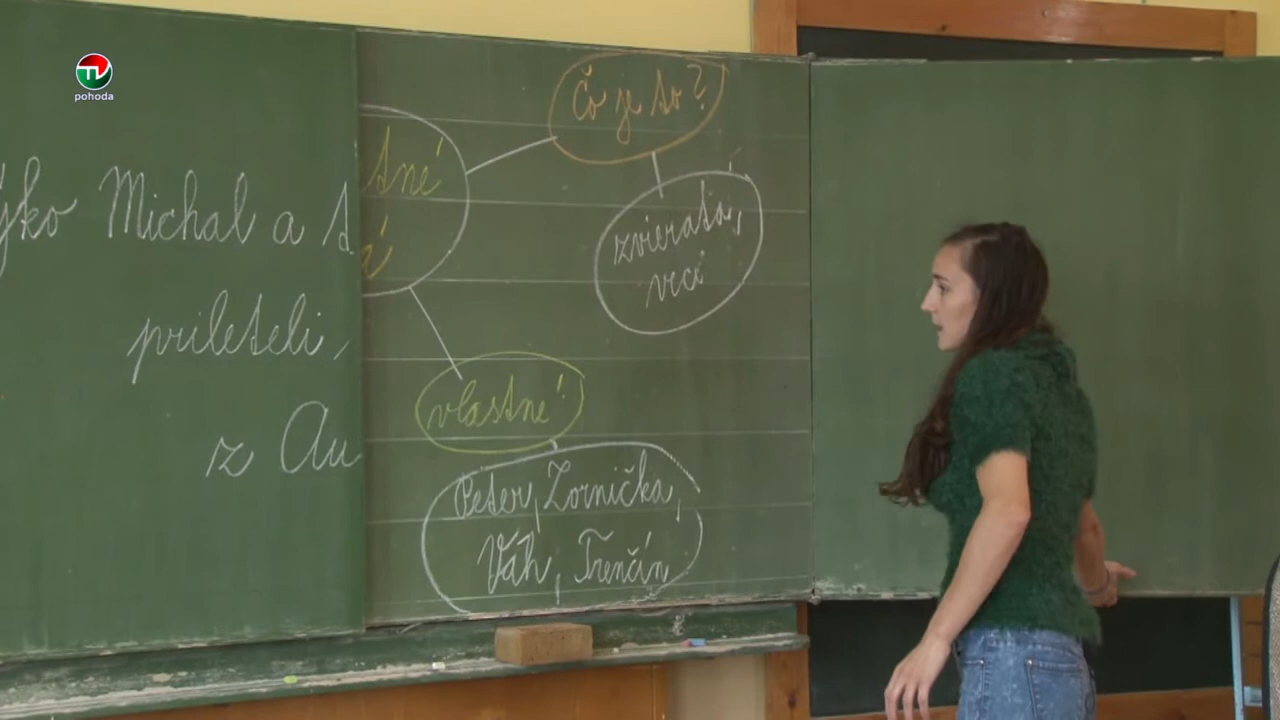 TV
pohoda
Michal a
prileteli,
z Au
Čo je to?
zvieratá,
veci
vlastné
Peter, Zornička,
Váh, Trenčín